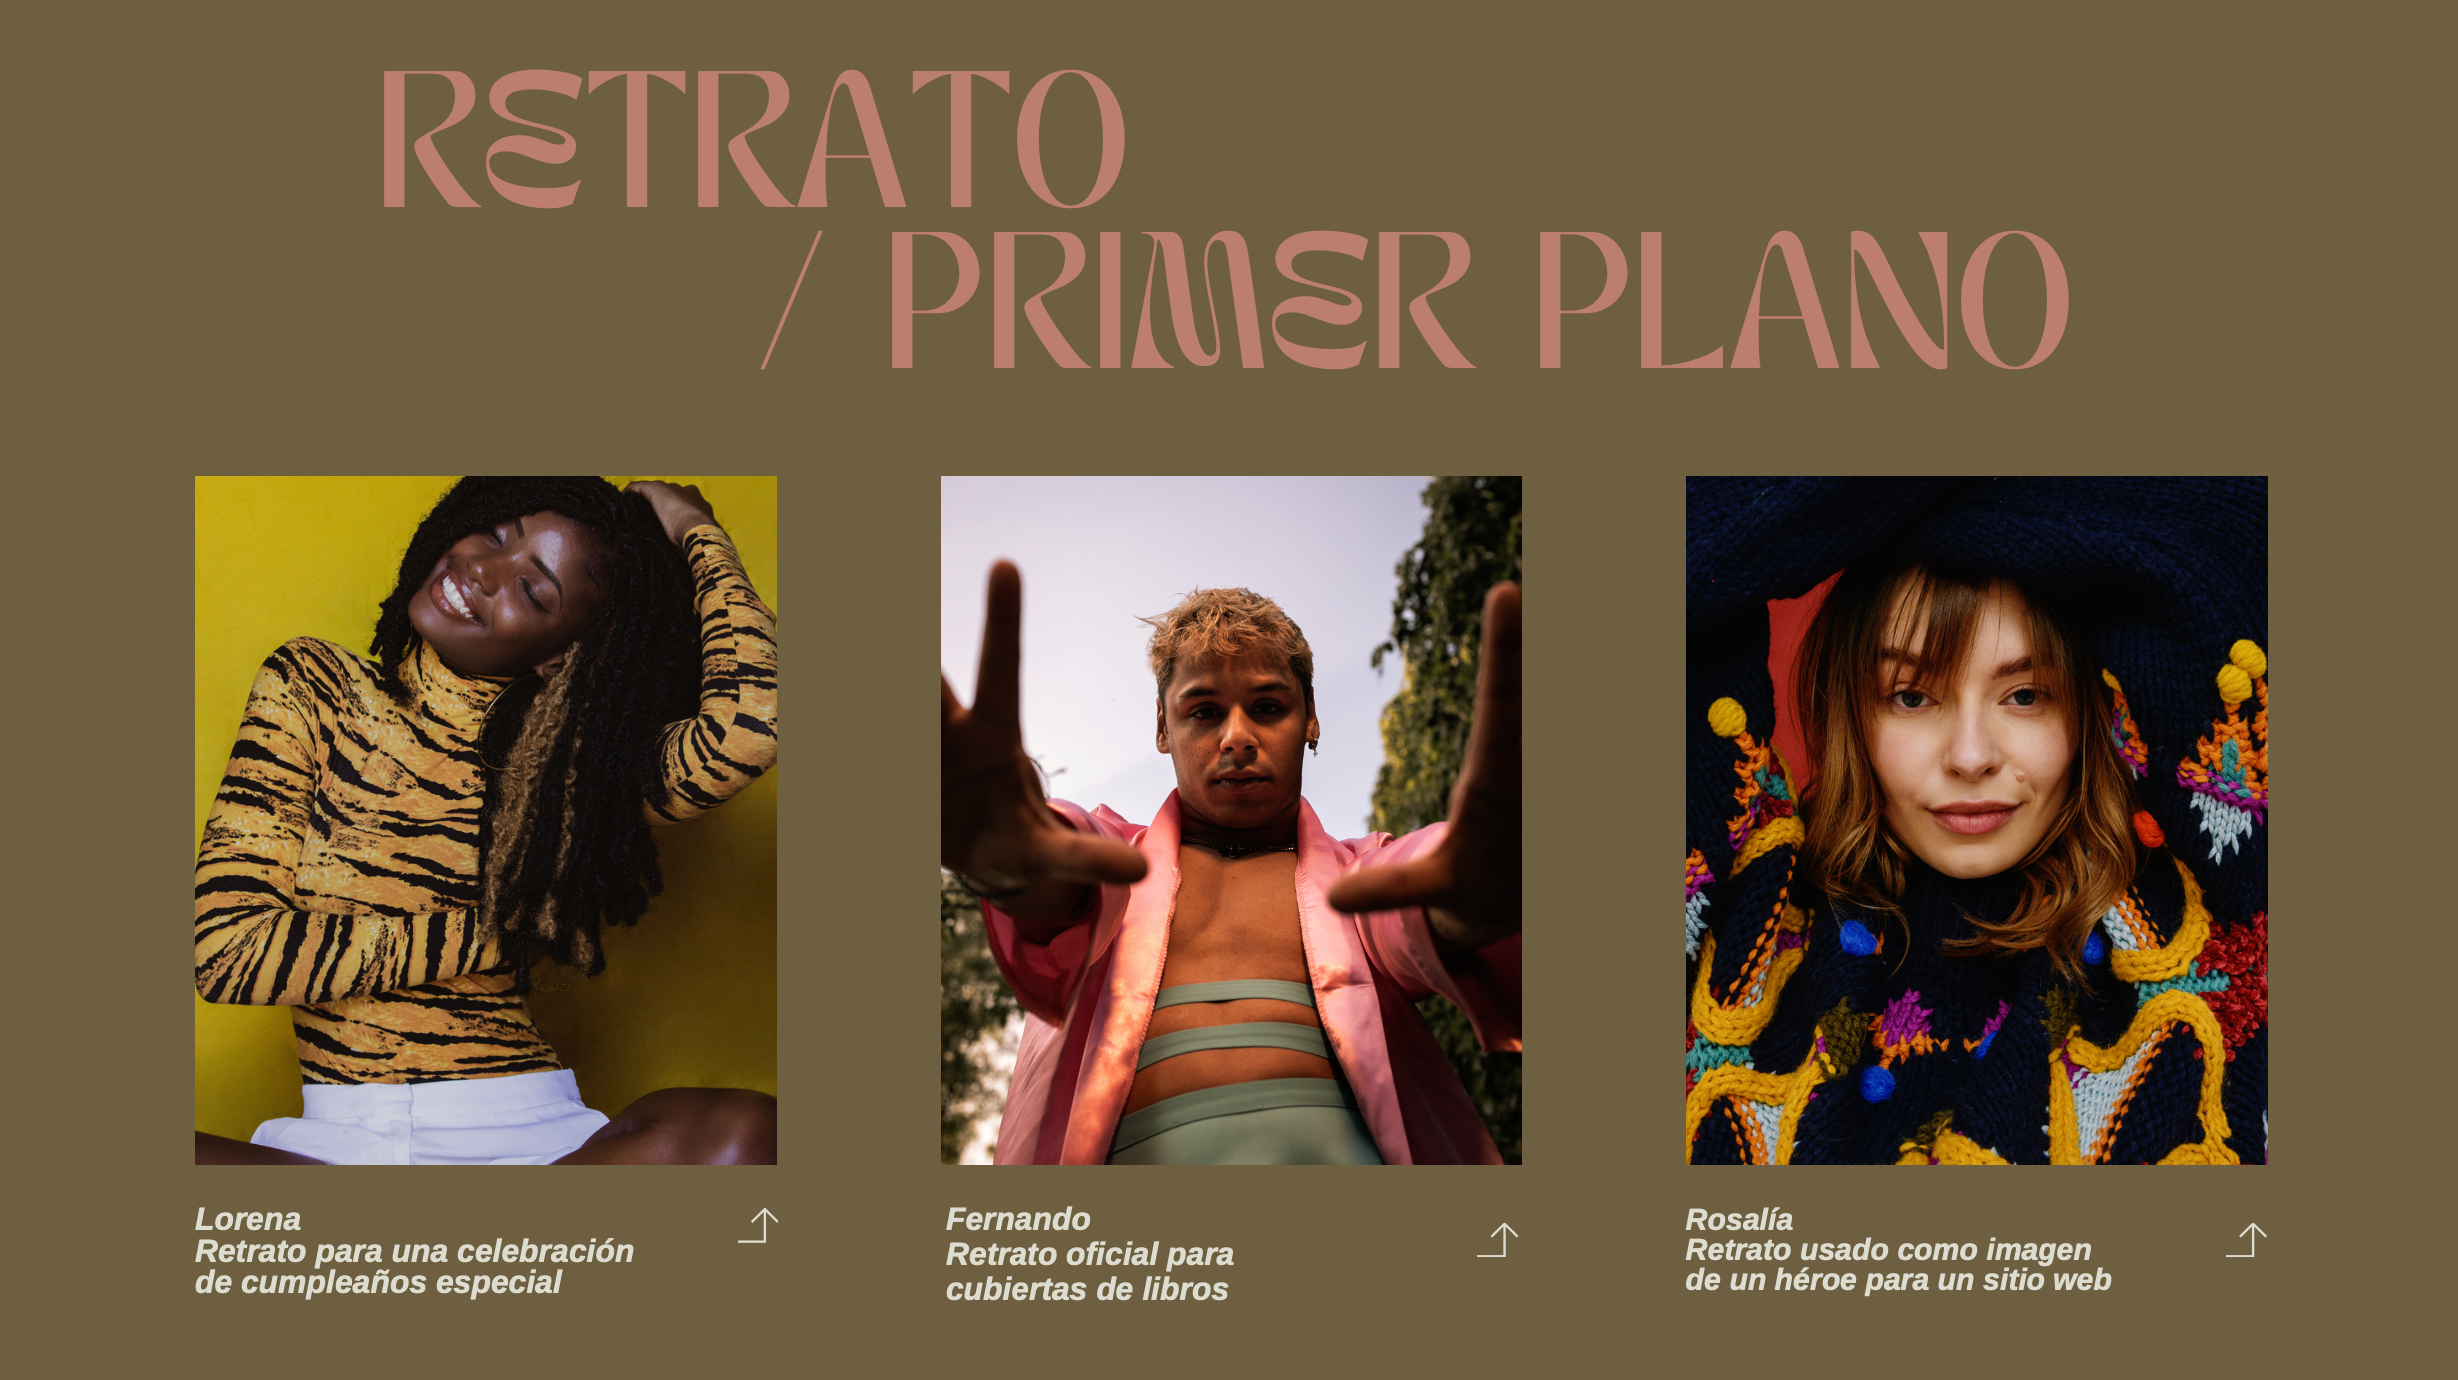 RETRATO
/ PRIMER PLANO
Lorena
Retrato para una celebración
de cumpleaños especial
Fernando
Retrato oficial para
cubiertas de libros
Rosalía
Retrato usado como imagen
de un héroe para un sitio web